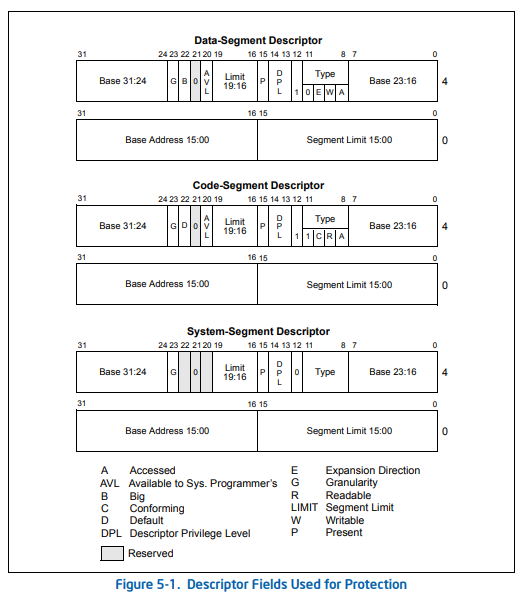 Data-Segment Descriptor
31 24 23 22 21 20 19 16 15 14 13 12 11 8 7 0
Base 31:24 G B 0 A V L Limit 19:16 P D P L 1 Type 0 E W A Base 23:16 4
31 16 15 0
Base Address 15:00 Segment Limit 15:00 0
Code-Segment Descriptor
31 24 23 22 21 20 19 16 15 14 13 12 11 8 7 0
Base 31:24 G D 0 A V L Limit 19:16 P D P L 1 Type 1 C R A Base 23:16 4
31 16 15 0
Base Address 15:00 Segment Limit 15:00 0
System-Segment Descriptor
31 24 23 22 21 20 19 16 15 14 13 12 11 8 7 0
Base 31:24 G 0 Limit 19:16 P D P L 0 Type Base 23:16 4
31 16 15 0
Base Address 15:00 Segment Limit 15:00 0
A Accessed E Expansion Direction
AVL Available to Sys. Programmer's G Granularity
B Big R Readable
C Conforming LIMIT Segment Limit
D Default W Writable
DPL Descriptor Privilege Level P Present
Reserved
Figure 5-1. Descriptor Fields Used for Protection